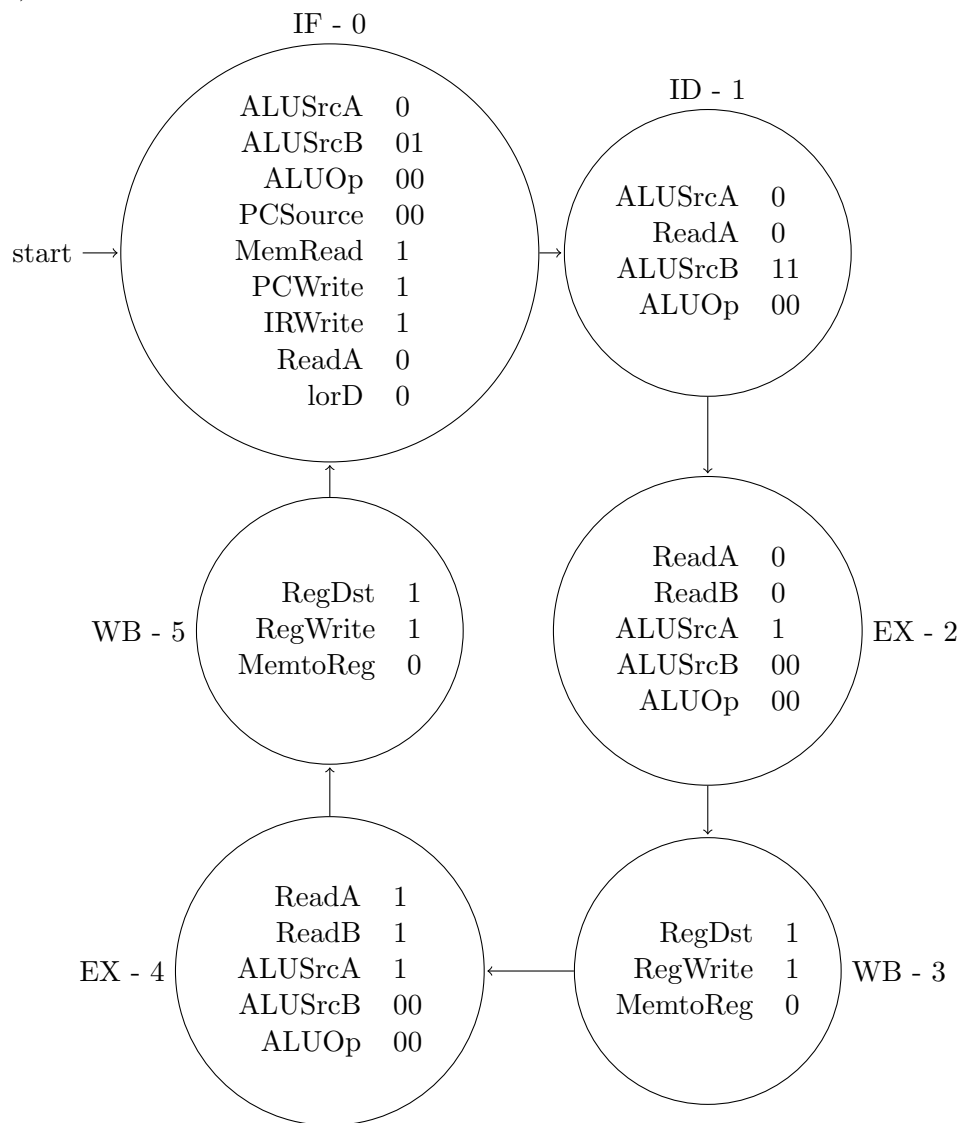 IF - 0
ALUSrcA 0
ALUSrcB 01
ALUOp 00
PCSource 00
MemRead 1
PCWrite 1
IRWrite 1
ReadA 0
lorD 0
start
ID - 1
ALUSrcA 0
ReadA 0
ALUSrcB 11
ALUOp 00
ReadA 0
ReadB 0
ALUSrcA 1
ALUSrcB 00
ALUOp 00
EX - 2
RegDst 1
RegWrite 1
MemtoReg 0
WB - 3
ReadA 1
ReadB 1
ALUSrcA 1
ALUSrcB 00
ALUOp 00
EX - 4
RegDst 1
RegWrite 1
MemtoReg 0
WB - 5